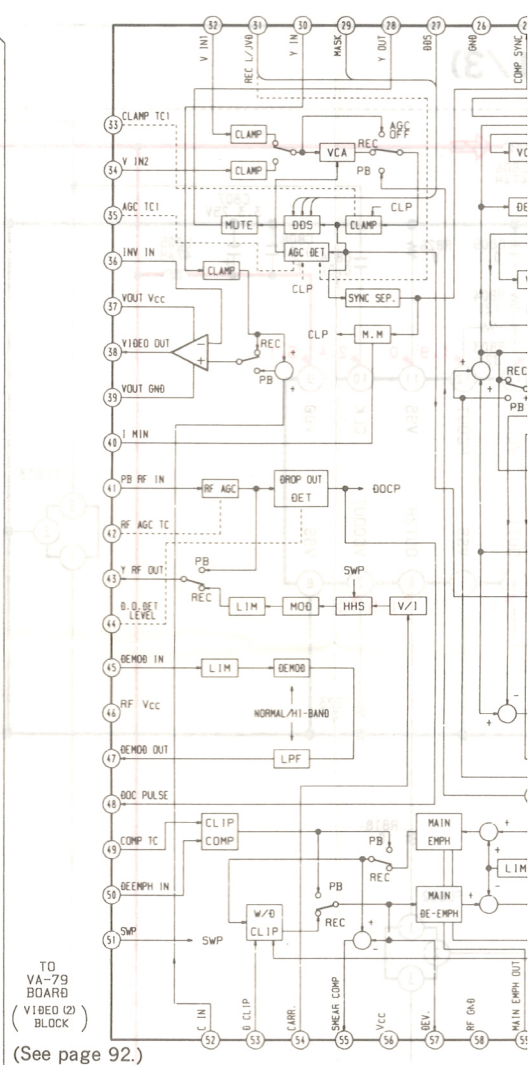 32 31 30 29 28 27 26
V IN1
REC L/JVD
Y IN
MASK
Y OUT
DDS
GND
COMP SYNC
33 CLAMP TC1
34 V IN2
35 AGC TC1
36 INV IN
37 VOUT Vcc
38 VIDEO OUT
39 VOUT GND
40 I MIN
41 PB RF IN
42 RF AGC TC
43 Y RF OUT
44 D.O.DET LEVEL
45 DEMOD IN
46 RF Vcc
47 DEMOD OUT
48 DOC PULSE
49 COMP TC
50 DEEMPH IN
51 SWP
CLAMP
CLAMP
VCA
AGC
OFF
REC
PB
CLP
MUTE
DDS
CLAMP
AGC DET
CLP
CLAMP
SYNC SEP.
CLP
M.M
REC
PB
REC
PB
RF AGC
DROP OUT
DET
DOCP
PB
REC
SWP
LIM
MOD
HHS
V/I
LIM
DEMOD
NORMAL/HI-BAND
LPF
CLIP
COMP
MAIN
EMPH
PB
REC
LIM
W/D
CLIP
PB
REC
MAIN
DE-EMPH
SWP
C IN
D CLIP
CARR.
SMEAR COMP
Vcc
DEV.
RF GND
MAIN EMPH OUT
52 53 54 55 56 57 58
TO
VA-79
BOARD
( VIDEO (2)
BLOCK )
(See page 92.)